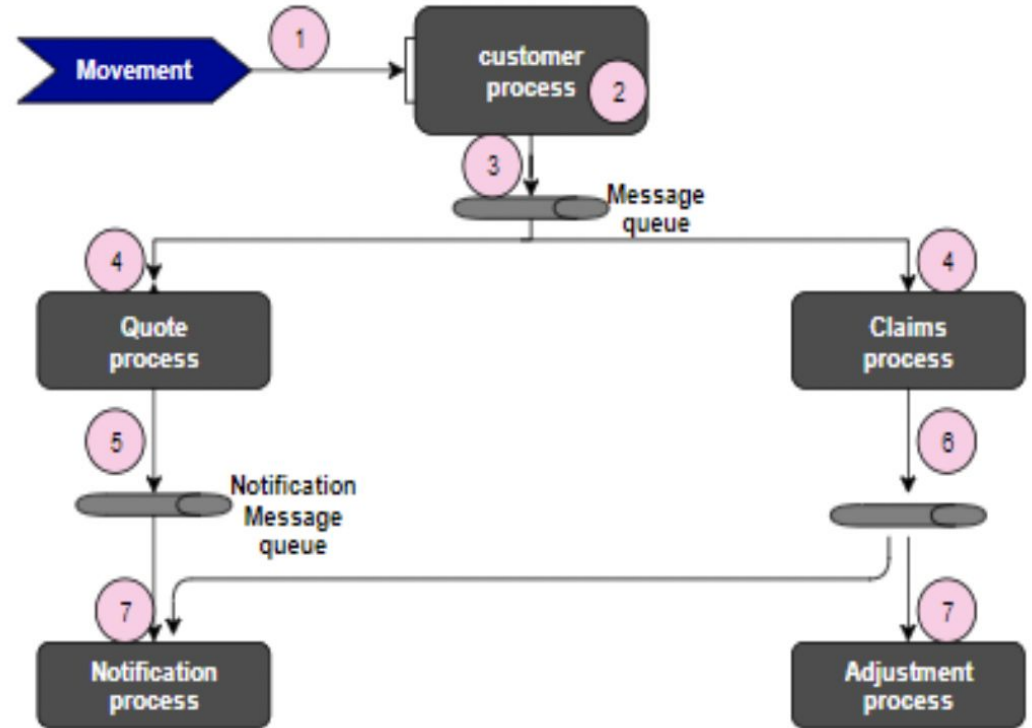 Movement
1
customer
process
2
3
Message
queue
4
4
Quote
process
Claims
process
5
6
Notification
Message
queue
7
7
Notification
process
Adjustment
process